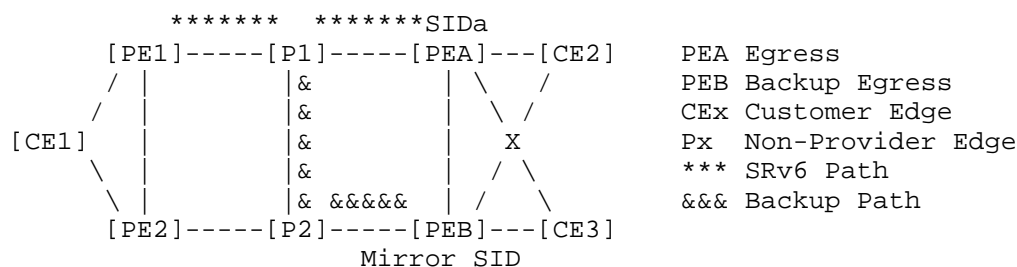 ******* *******SIDa
[PE1]-----[P1]-----[PEA]---[CE2] PEA Egress
/ | |& | \ / PEB Backup Egress
/ | |& | \ / CEx Customer Edge
[CE1] | |& | X Px Non-Provider Edge
\ | |& | / \ *** SRv6 Path
\ | |& &&&&& | / \ &&& Backup Path
[PE2]-----[P2]-----[PEB]---[CE3]
Mirror SID